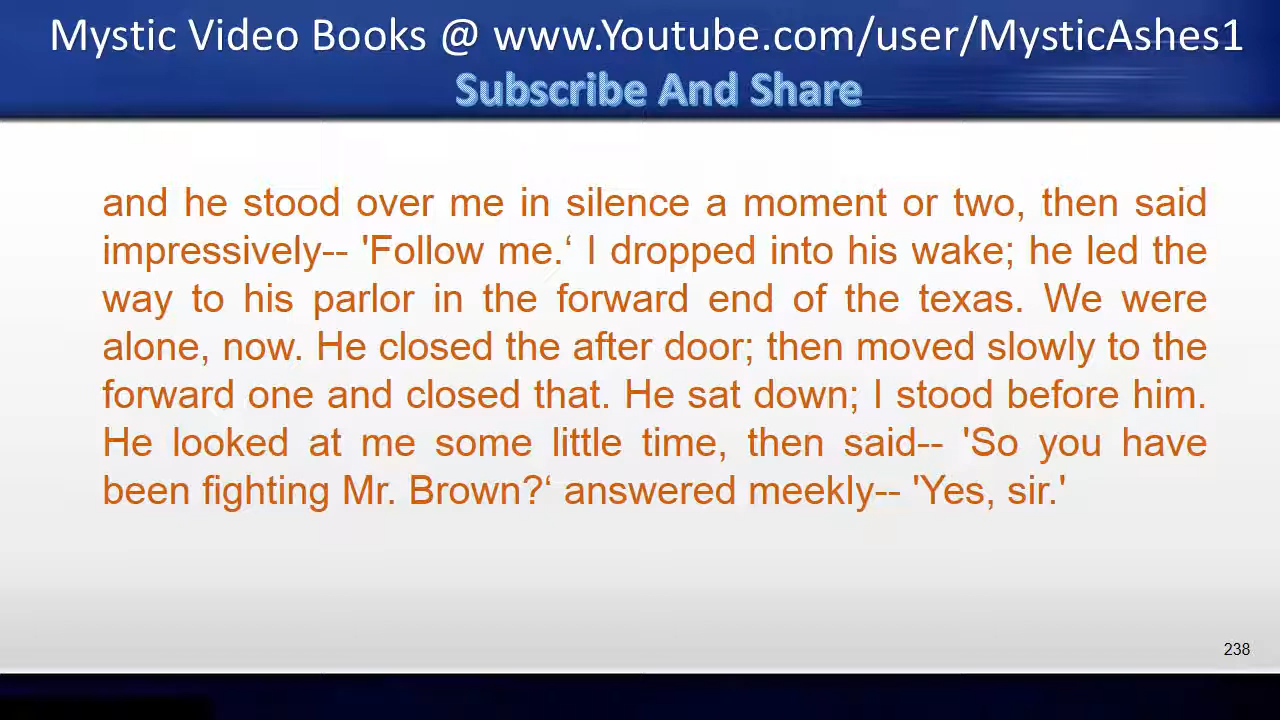 Mystic Video Books @ www.Youtube.com/user/MysticAshes1
Subscribe And Share
and he stood over me in silence a moment or two, then said
impressively-- 'Follow me.‘ I dropped into his wake; he led the
way to his parlor in the forward end of the texas. We were
alone, now. He closed the after door; then moved slowly to the
forward one and closed that. He sat down; I stood before him.
He looked at me some little time, then said-- 'So you have
been fighting Mr. Brown?‘ answered meekly-- 'Yes, sir.'
238